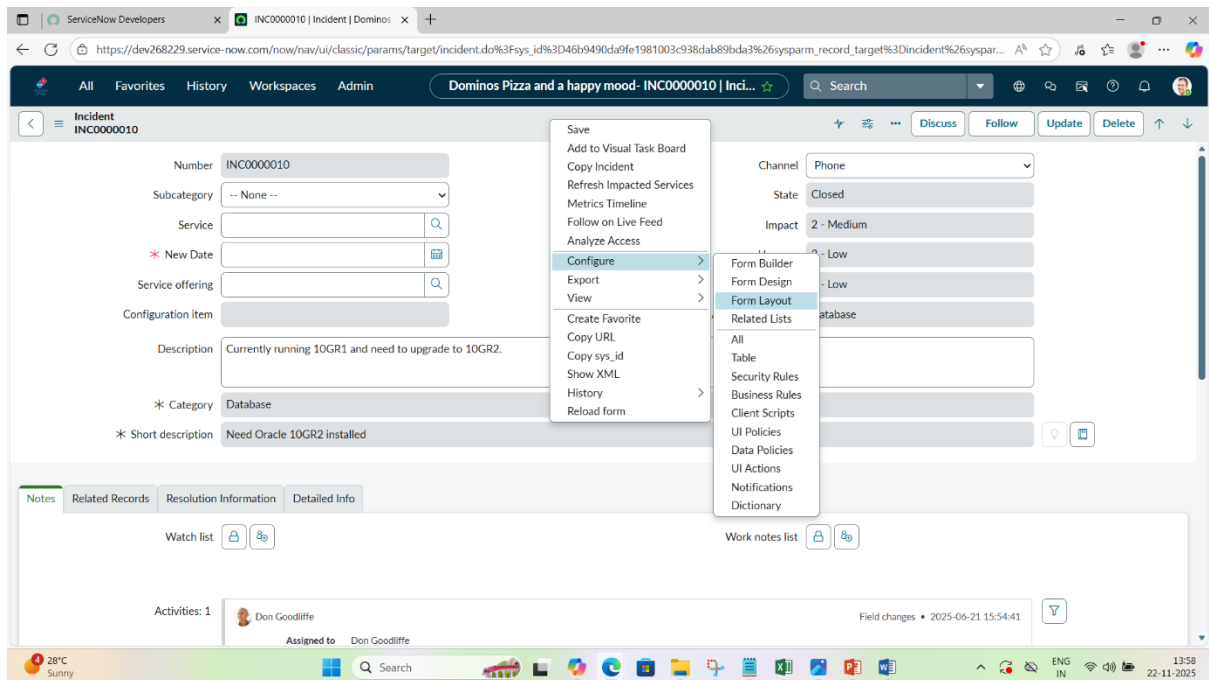 ServiceNow Developers
INC0000010 | Incident | Dominos
https://dev268229.service-now.com/now/nav/ui/classic/params/target/incident.do%3Fsys_id%3D46b9490da9fe1981003c938dab89bda3%26sysparm_record_target%3Dincident%26syspar...
All Favorites History Workspaces Admin
Dominos Pizza and a happy mood- INC0000010 | Inci...
Search
Incident
INC0000010
Discuss Follow Update Delete
Number INC0000010
Subcategory -- None --
Service
* New Date
Service offering
Configuration item
Description Currently running 10GR1 and need to upgrade to 10GR2.
* Category Database
* Short description Need Oracle 10GR2 installed
Channel Phone
State Closed
Impact 2 - Medium
- Low
- Low
atabase
Save
Add to Visual Task Board
Copy Incident
Refresh Impacted Services
Metrics Timeline
Follow on Live Feed
Analyze Access
Configure
Export
View
Create Favorite
Copy URL
Copy sys_id
Show XML
History
Reload form
Form Builder
Form Design
Form Layout
Related Lists
All
Table
Security Rules
Business Rules
Client Scripts
UI Policies
Data Policies
UI Actions
Notifications
Dictionary
Notes Related Records Resolution Information Detailed Info
Watch list
Work notes list
Activities: 1
Don Goodliffe
Field changes • 2025-06-21 15:54:41
Assigned to Don Goodliffe
4
28°C
Sunny
Search
ENG
IN
13:58
22-11-2025